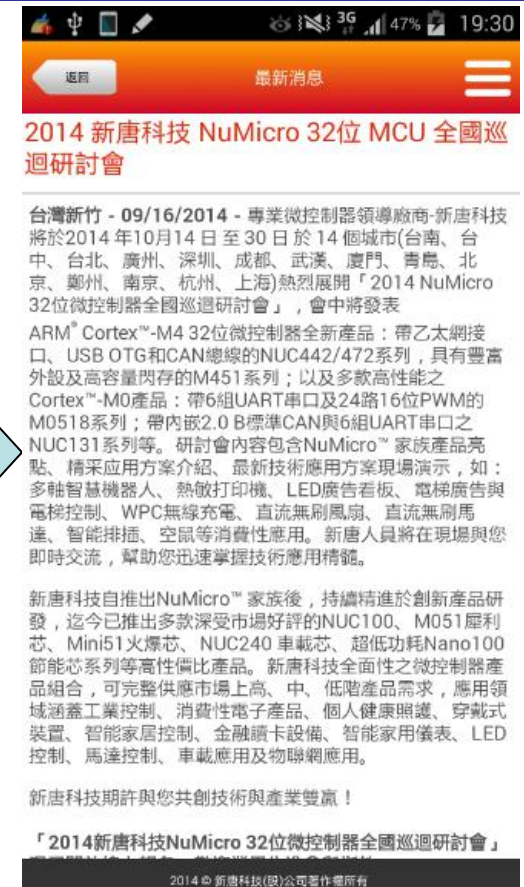 3G 47% 19:30
返回
最新消息
2014 新唐科技 NuMicro 32位 MCU 全國巡
迴研討會
台灣新竹 - 09/16/2014 - 專業微控制器領導廠商-新唐科技
將於2014 年10月14 日 至 30 日 於 14 個城市(台南、台
中、台北、廣州、深圳、成都、武漢、廈門、青島、北
京、鄭州、南京、杭州、上海)熱烈展開「2014 NuMicro
32位微控制器全國巡迴研討會」，會中將發表
ARM® Cortex™-M4 32位微控制器全新產品：帶乙太網接
口、USB OTG和CAN總線的NUC442/472系列，具有豐富
外設及高容量閃存的M451系列；以及多款高性能之
Cortex™-M0產品：帶6組UART串口及24路16位PWM的
M0518系列；帶內嵌2.0 B標準CAN與6組UART串口之
NUC131系列等。研討會內容包含NuMicro™ 家族產品亮
點、精采应用方案介紹、最新技術應用方案現場演示，如：
多軸智慧機器人、熱敏打印機、LED廣告看板、電梯廣告與
電梯控制、WPC無線充電、直流無刷風扇、直流無刷馬
達、智能排插、空鼠等消費性應用。新唐人員將在現場與您
即時交流，幫助您迅速掌握技術應用精髓。
新唐科技自推出NuMicro™ 家族後，持續精進於創新產品研
發，迄今已推出多款深受市場好評的NUC100、M051犀利
芯、Mini51火爆芯、NUC240 車載芯、超低功耗Nano100
節能芯系列等高性價比產品。新唐科技全面性之微控制器產
品組合，可完整供應市場上高、中、低階產品需求，應用領
域涵蓋工業控制、消費性電子產品、個人健康照護、穿戴式
裝置、智能家居控制、金融讀卡設備、智能家用儀表、LED
控制、馬達控制、車載應用及物聯網應用。
新唐科技期許與您共創技術與產業雙贏！
「2014新唐科技NuMicro 32位微控制器全國巡迴研討會」
2014 © 新唐科技(股)公司著作權所有